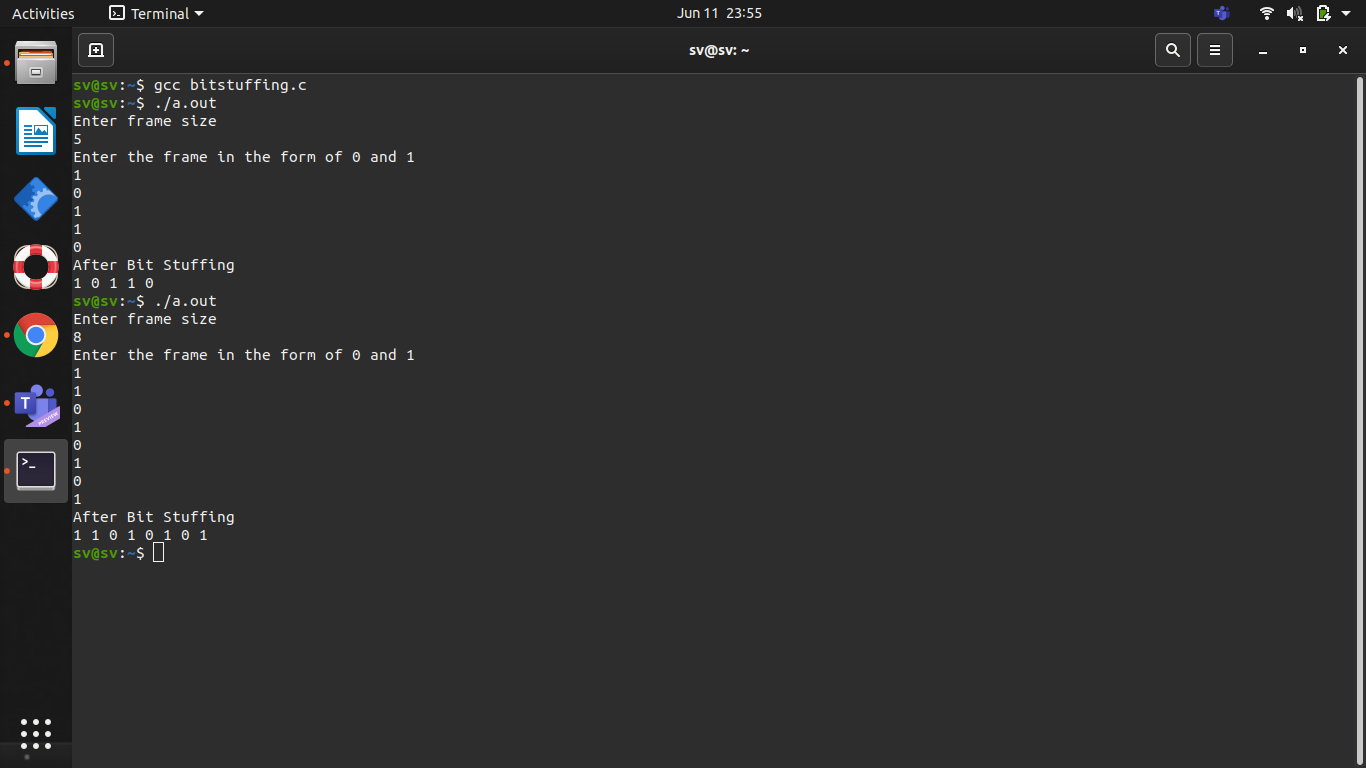 Activities
Terminal
Jun 11 23:55
sv@sv: ~
sv@sv:~$ gcc bitstuffing.c
sv@sv:~$ ./a.out
Enter frame size
5
Enter the frame in the form of 0 and 1
1
0
1
1
0
After Bit Stuffing
1 0 1 1 0
sv@sv:~$ ./a.out
Enter frame size
8
Enter the frame in the form of 0 and 1
1
1
0
1
0
1
0
1
After Bit Stuffing
1 1 0 1 0 1 0 1
sv@sv:~$
T
PREVIEW
>_